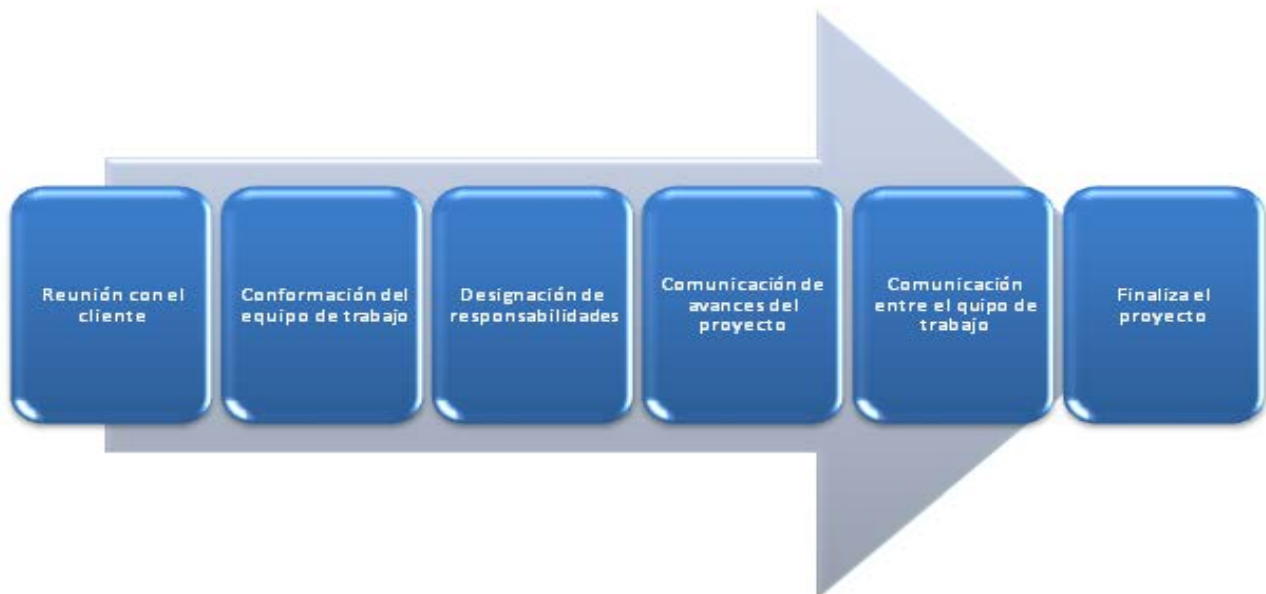 Reunión con el
cliente
Conformación del
equipo de trabajo
Designación de
responsabilidades
Comunicación de
avances del
proyecto
Comunicación
entre el quipo de
trabajo
Finaliza el
proyecto